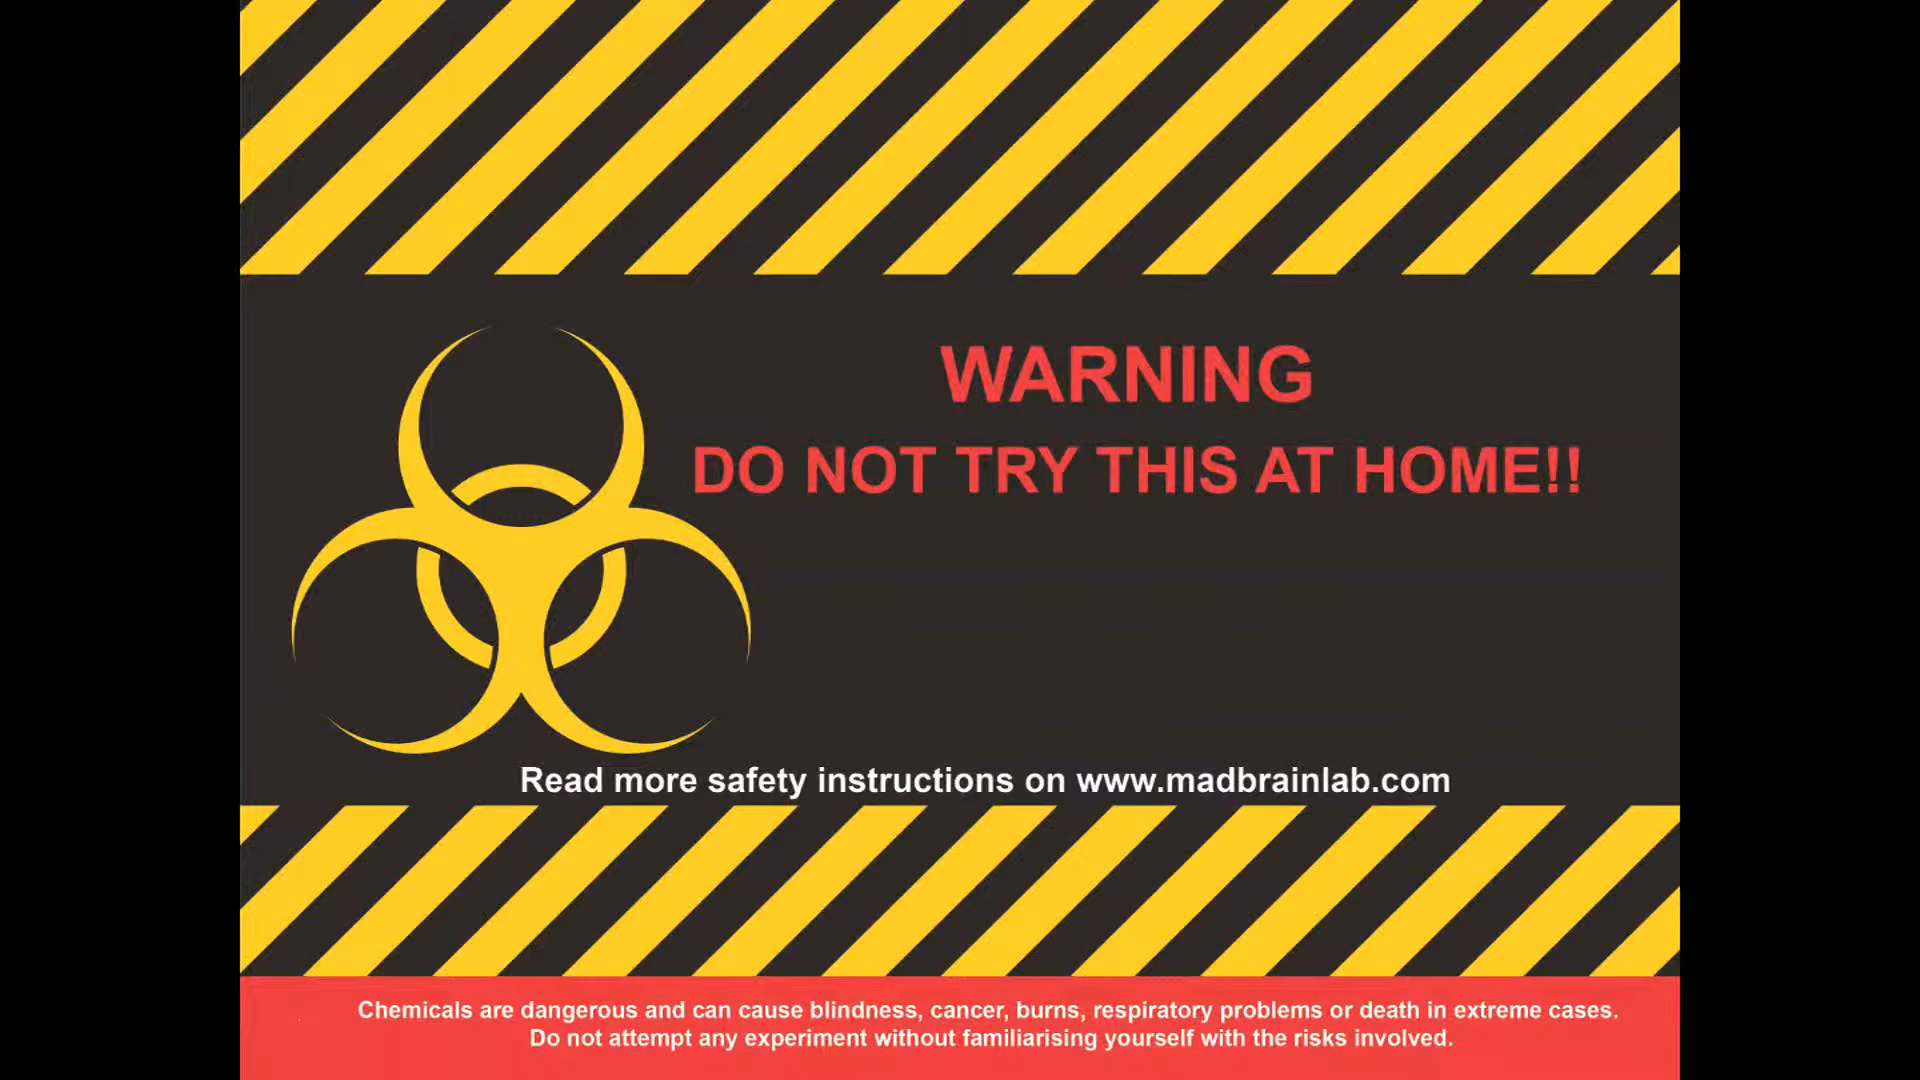 WARNING
DO NOT TRY THIS AT HOME!!
Read more safety instructions on www.madbrainlab.com
Chemicals are dangerous and can cause blindness, cancer, burns, respiratory problems or death in extreme cases.
Do not attempt any experiment without familiarising yourself with the risks involved.